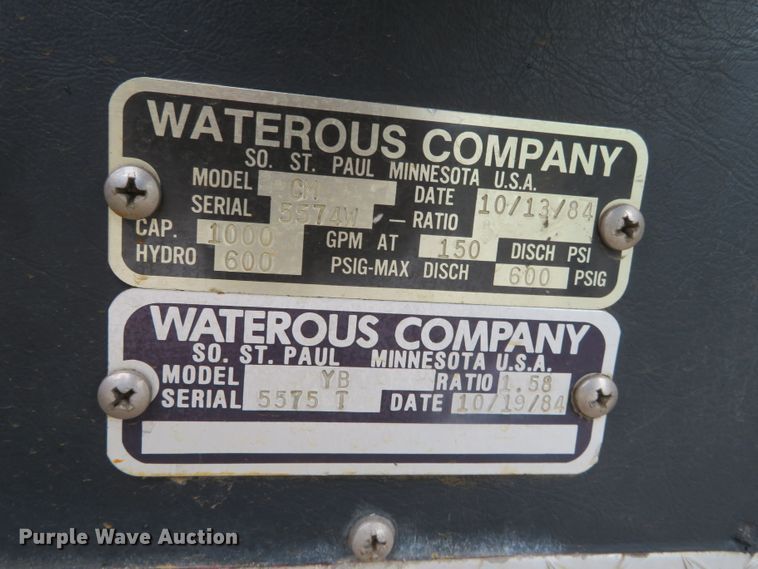 WATEROUS COMPANY
SO. ST. PAUL MINNESOTA U.S.A.
MODEL CM DATE 10/13/84
SERIAL 5574W — RATIO
CAP. 1000 GPM AT 150 DISCH PSI
HYDRO 600 PSIG-MAX DISCH 600 PSIG
WATEROUS COMPANY
SO. ST. PAUL MINNESOTA U.S.A.
MODEL YB RATIO 1.58
SERIAL 5575 T DATE 10/19/84
Purple Wave Auction